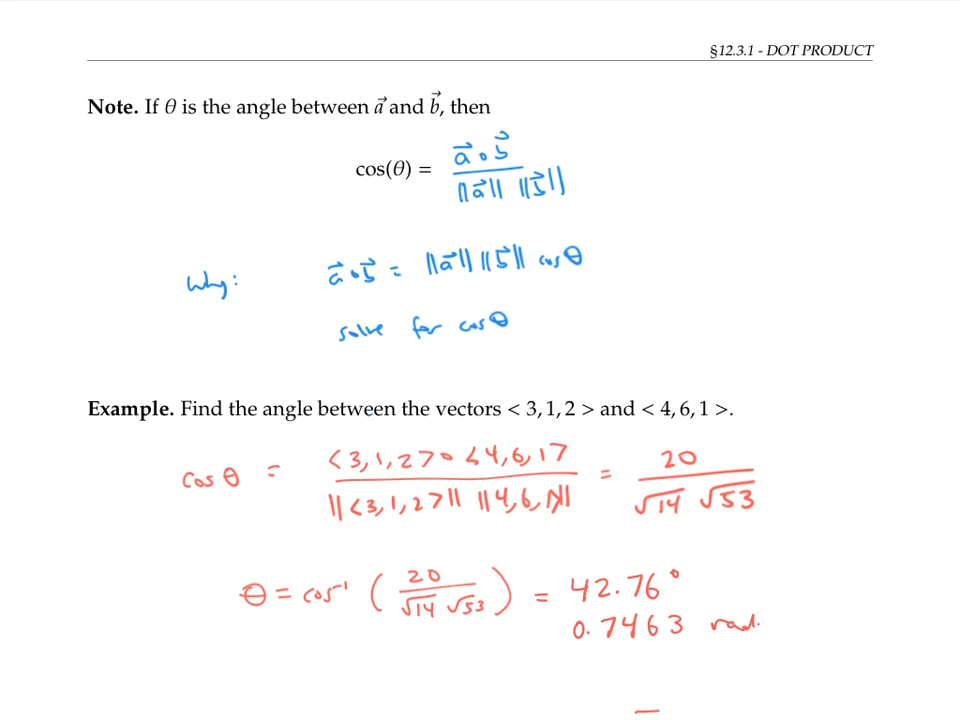 §12.3.1 - DOT PRODUCT
Note. If θ is the angle between a⃗ and b⃗, then
cos(θ) = a⃗ ∘ b⃗ / ||a⃗|| ||b⃗||
Why: a⃗ ∘ b⃗ = ||a⃗|| ||b⃗|| cos θ
solve for cos θ
Example. Find the angle between the vectors < 3, 1, 2 > and < 4, 6, 1 >.
cos θ = <3,1,2> ∘ <4,6,1> / ||<3,1,2>|| ||4,6,1>|| = 20 / √14 √53
θ = cos⁻¹ ( 20 / √14 √53 ) = 42.76°
0.7463 rad.